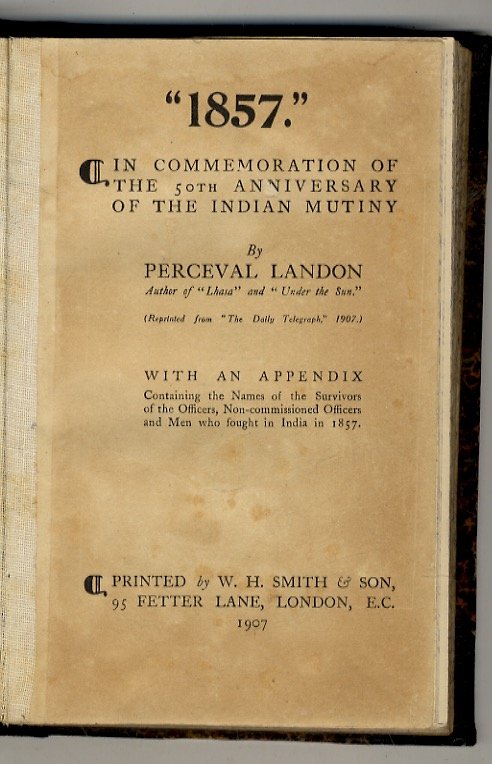 “1857.”
IN COMMEMORATION OF
THE 50TH ANNIVERSARY
OF THE INDIAN MUTINY
By
PERCEVAL LANDON
Author of “Lhasa” and “Under the Sun.”
(Reprinted from “The Daily Telegraph,” 1907.)
WITH AN APPENDIX
Containing the Names of the Survivors
of the Officers, Non-commissioned Officers
and Men who fought in India in 1857.
PRINTED by W. H. SMITH & SON,
95 FETTER LANE, LONDON, E.C.
1907